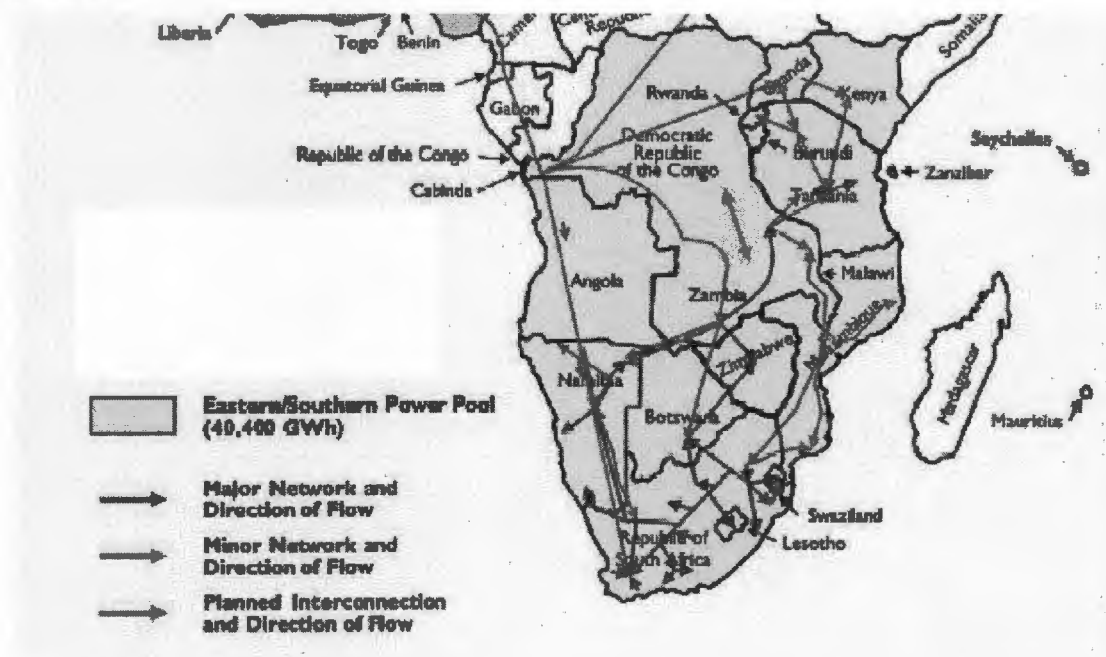 Liberia
Togo
Benin
Somalia
Equatorial Guinea
Gabon
Rwanda
Kenya
Republic of the Congo
Democratic
Republic
of the Congo
Burundi
Seychelles
Cabinda
Tanzania
Zanzibar
Angola
Zambia
Malawi
Zimbabwe
Namibia
Botswana
Madagascar
Mauritius
Eastern/Southern Power Pool
(40,400 GWh)
Major Network and
Direction of Flow
Swaziland
Lesotho
Republic of
South Africa
Minor Network and
Direction of Flow
Planned Interconnection
and Direction of Flow